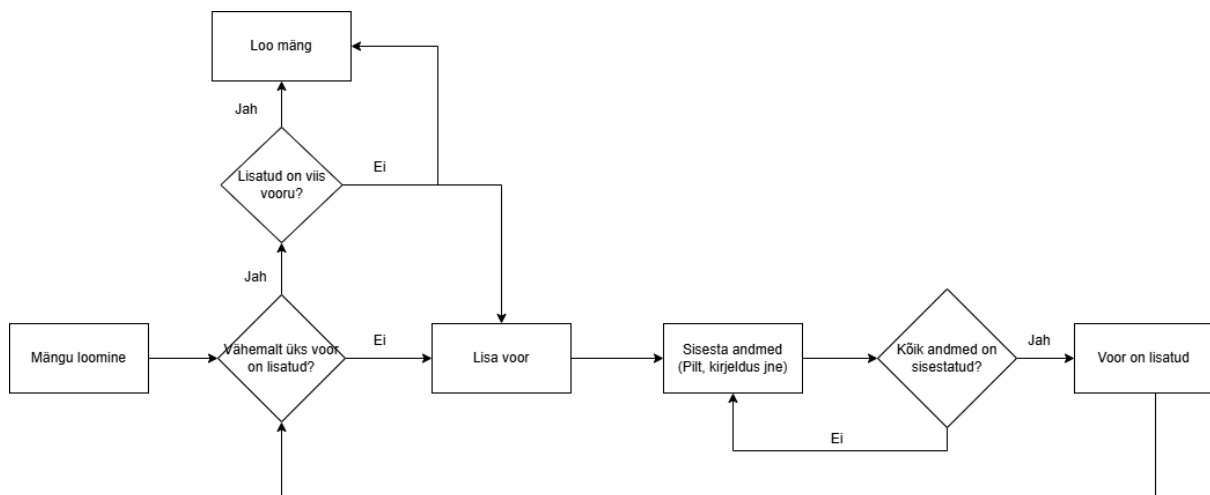 Loo mäng
Jah
Lisatud on viis
vooru?
Ei
Jah
Mängu loomine
Vähemalt üks voor
on lisatud?
Ei
Lisa voor
Sisesta andmed
(Pilt, kirjeldus jne)
Kõik andmed on
sisestatud?
Jah
Voor on lisatud
Ei